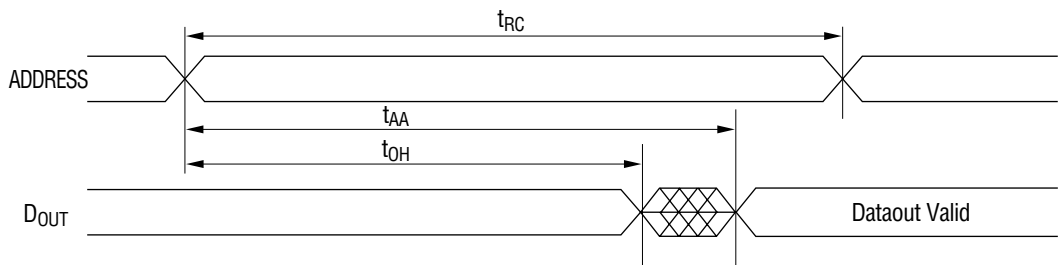 tRC
ADDRESS
tAA
tOH
DOUT
Dataout Valid